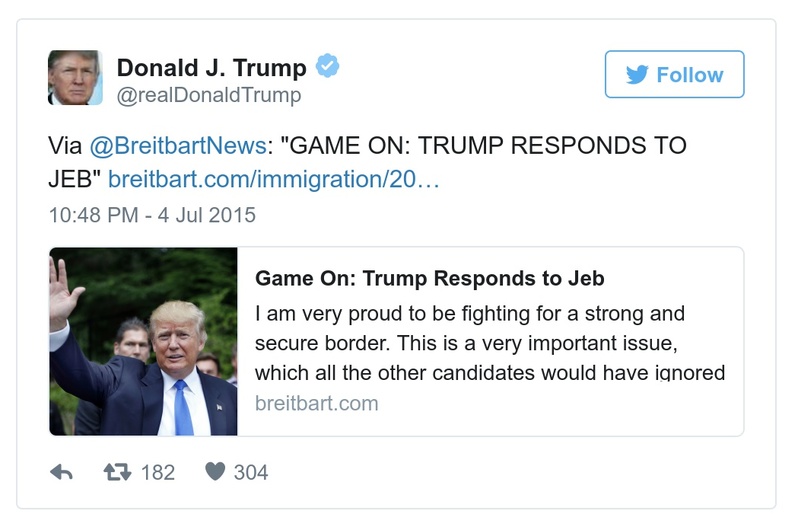 Donald J. Trump
@realDonaldTrump
Follow
Via @BreitbartNews: "GAME ON: TRUMP RESPONDS TO
JEB" breitbart.com/immigration/20…
10:48 PM - 4 Jul 2015
Game On: Trump Responds to Jeb
I am very proud to be fighting for a strong and
secure border. This is a very important issue,
which all the other candidates would have ignored
breitbart.com
182
304